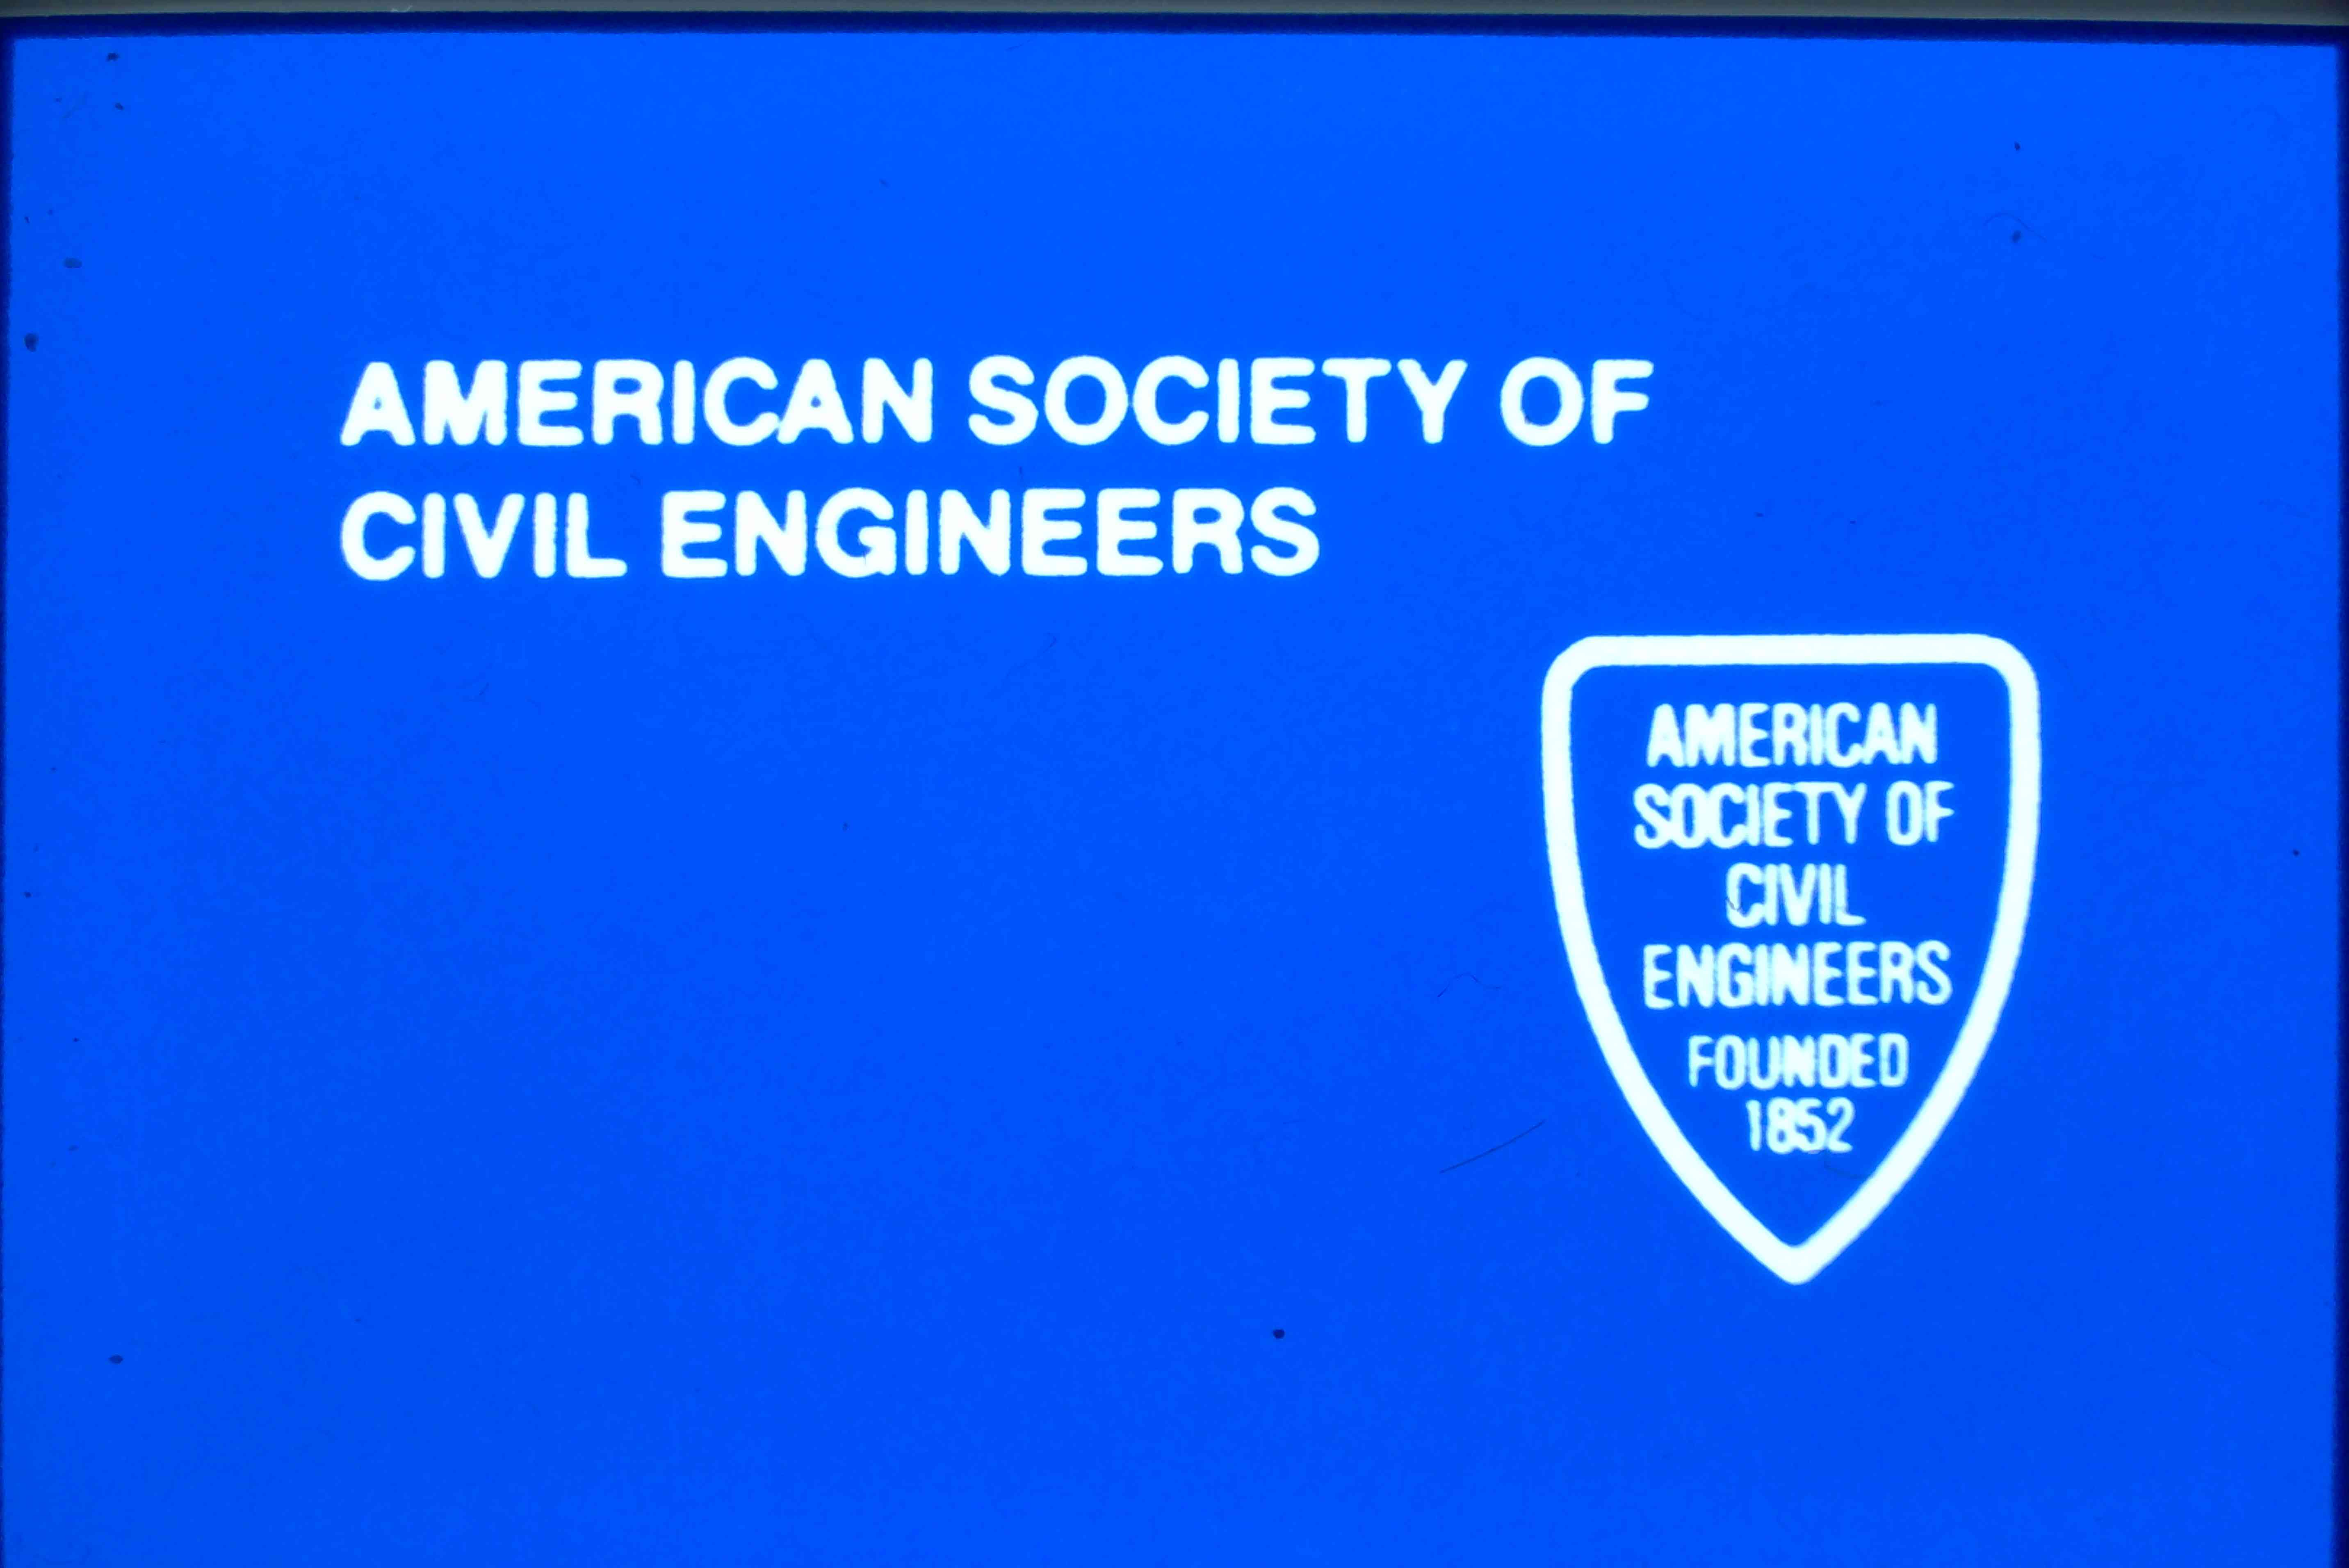 AMERICAN SOCIETY OF
CIVIL ENGINEERS
AMERICAN
SOCIETY OF
CIVIL
ENGINEERS
FOUNDED
1852